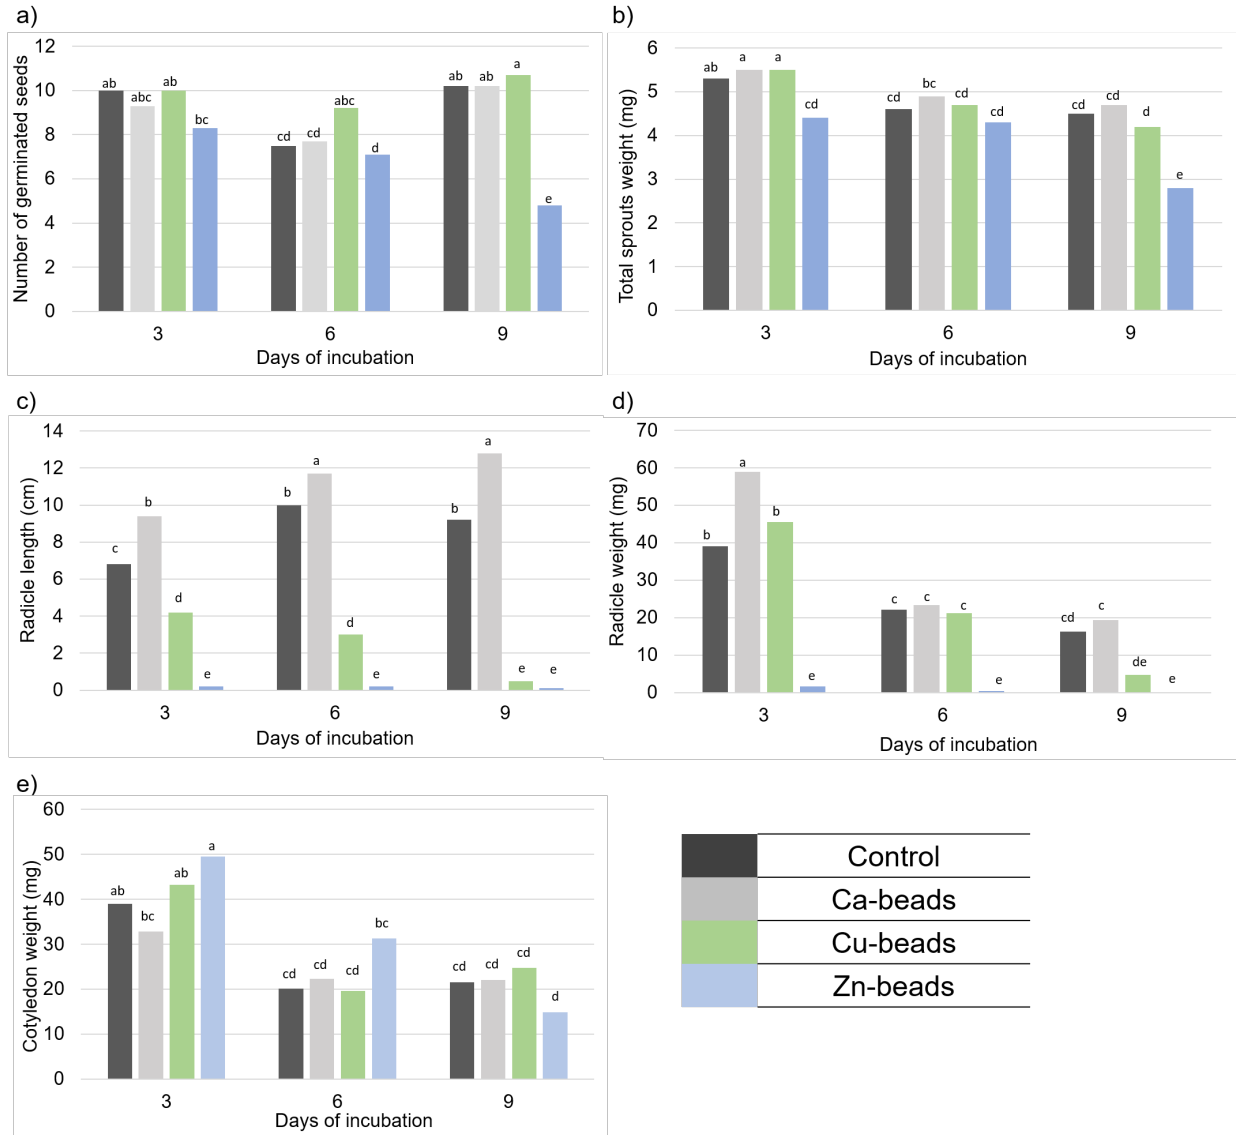 a)
Number of germinated seeds
12
10
8
6
4
2
0
ab abc ab bc
cd cd abc d
ab ab a e
3 6 9
Days of incubation
b)
Total sprouts weight (mg)
6
5
4
3
2
1
0
ab a a cd
cd bc cd cd
cd cd d e
3 6 9
Days of incubation
c)
Radicle length (cm)
14
12
10
8
6
4
2
0
c b d e
b a d e
b a e e
3 6 9
Days of incubation
d)
Radicle weight (mg)
70
60
50
40
30
20
10
0
b a b e
c c c e
cd c de e
3 6 9
Days of incubation
e)
Cotyledon weight (mg)
60
50
40
30
20
10
0
ab bc ab a
cd cd cd bc
cd cd cd d
3 6 9
Days of incubation
Control
Ca-beads
Cu-beads
Zn-beads